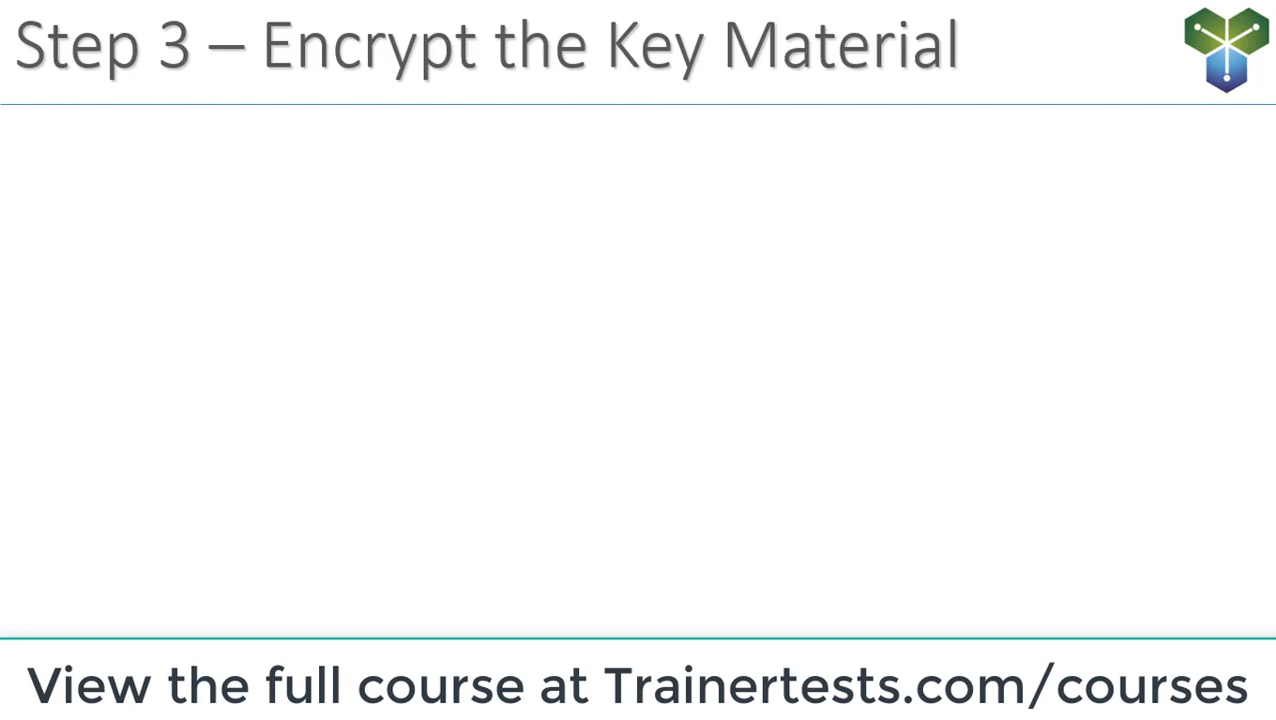 Step 3 – Encrypt the Key Material
View the full course at Trainertests.com/courses